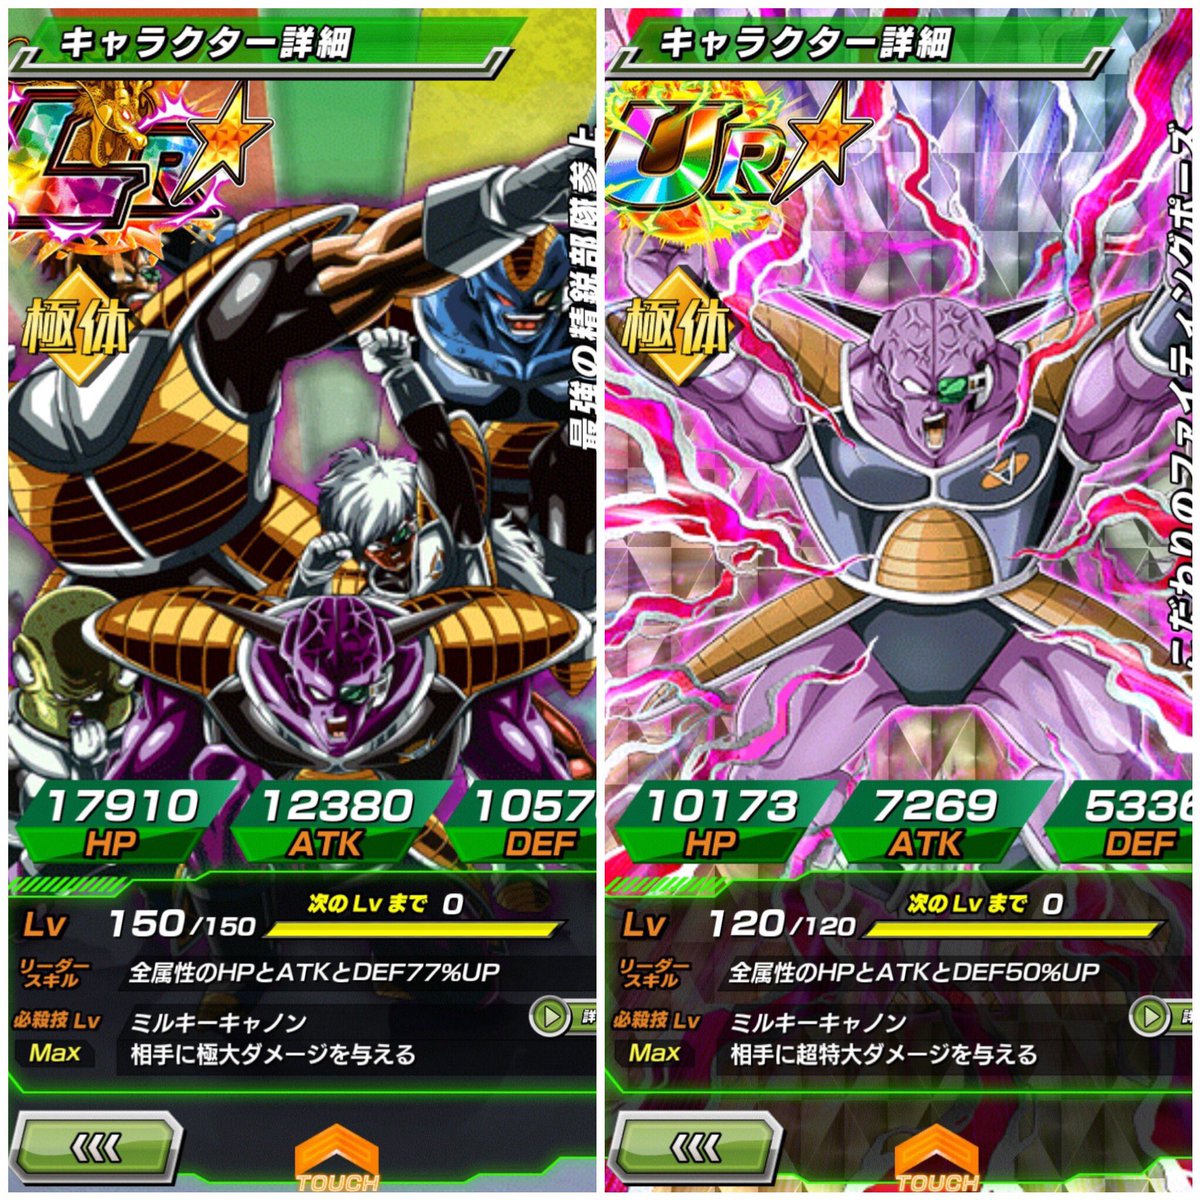 キャラクター詳細
LR
極体
最強の精鋭部隊参上
17910
HP
12380
ATK
1057
DEF
次のLvまで 0
Lv 150/150
リーダースキル
全属性のHPとATKとDEF77%UP
必殺技Lv
Max
ミルキーキャノン
相手に極大ダメージを与える
詳
TOUCH
キャラクター詳細
UR
極体
こだわりのファイティングポーズ
10173
HP
7269
ATK
5336
DEF
次のLvまで 0
Lv 120/120
リーダースキル
全属性のHPとATKとDEF50%UP
必殺技Lv
Max
ミルキーキャノン
相手に超特大ダメージを与える
詳
TOUCH